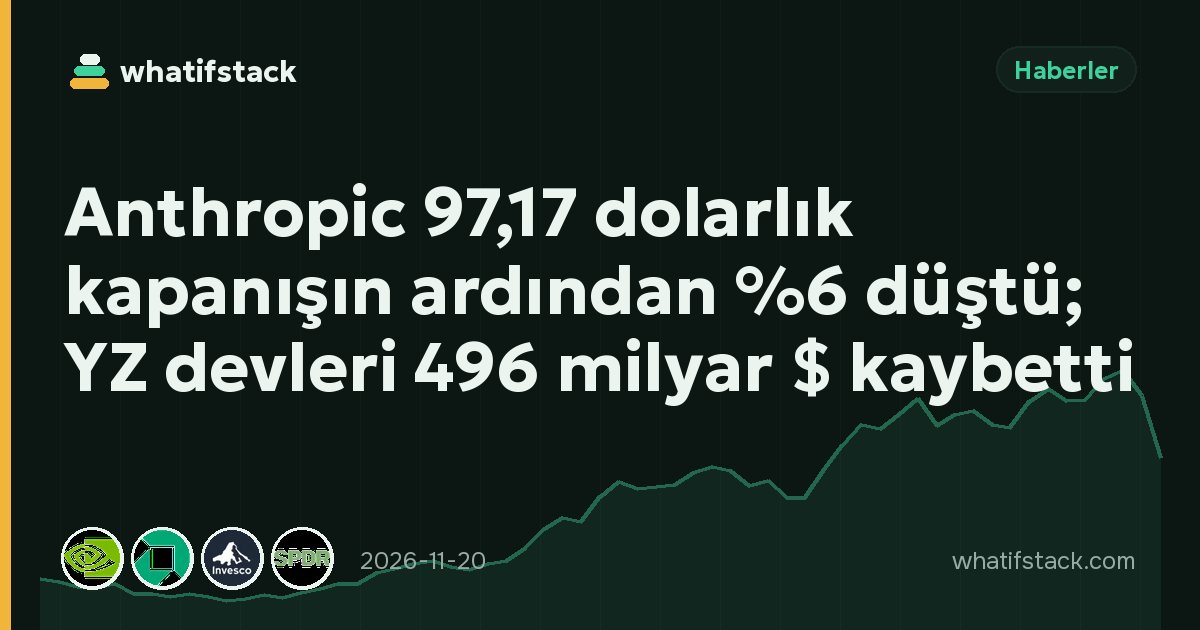 whatifstack
Haberler
Anthropic 97,17 dolarlık
kapanışın ardından %6 düştü;
YZ devleri 496 milyar $ kaybetti
Invesco
SPDR
2026-11-20
whatifstack.com